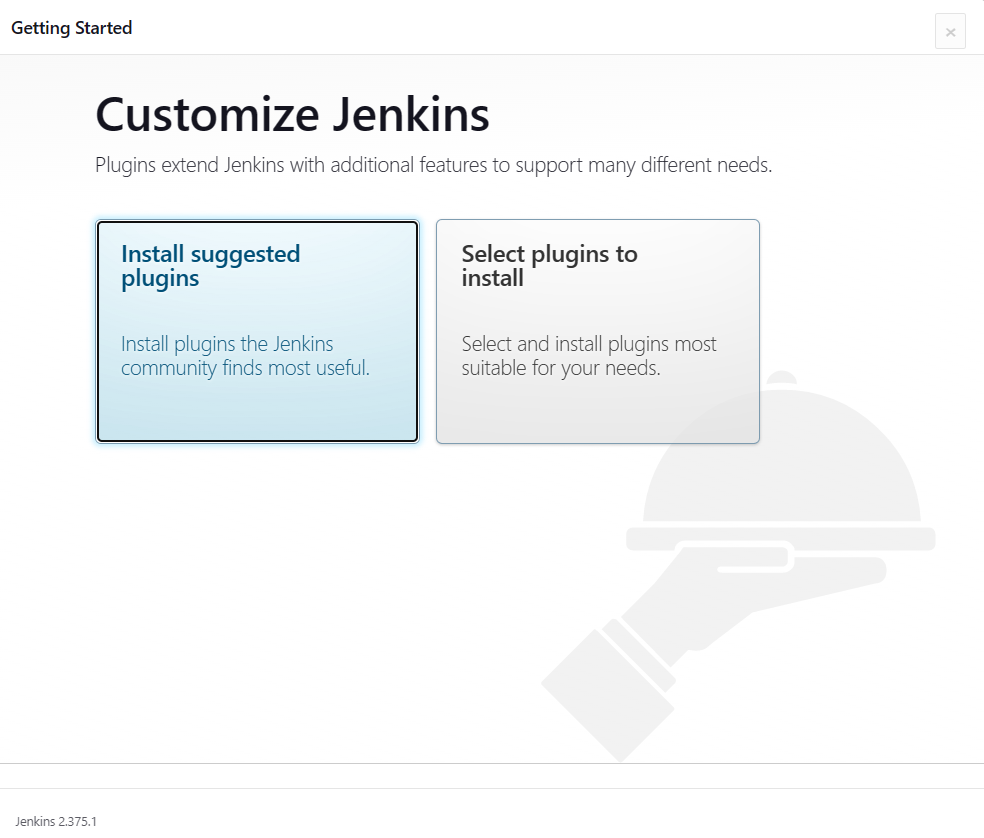 Getting Started
×
Customize Jenkins
Plugins extend Jenkins with additional features to support many different needs.
Install suggested
plugins
Install plugins the Jenkins
community finds most useful.
Select plugins to
install
Select and install plugins most
suitable for your needs.
Jenkins 2.375.1